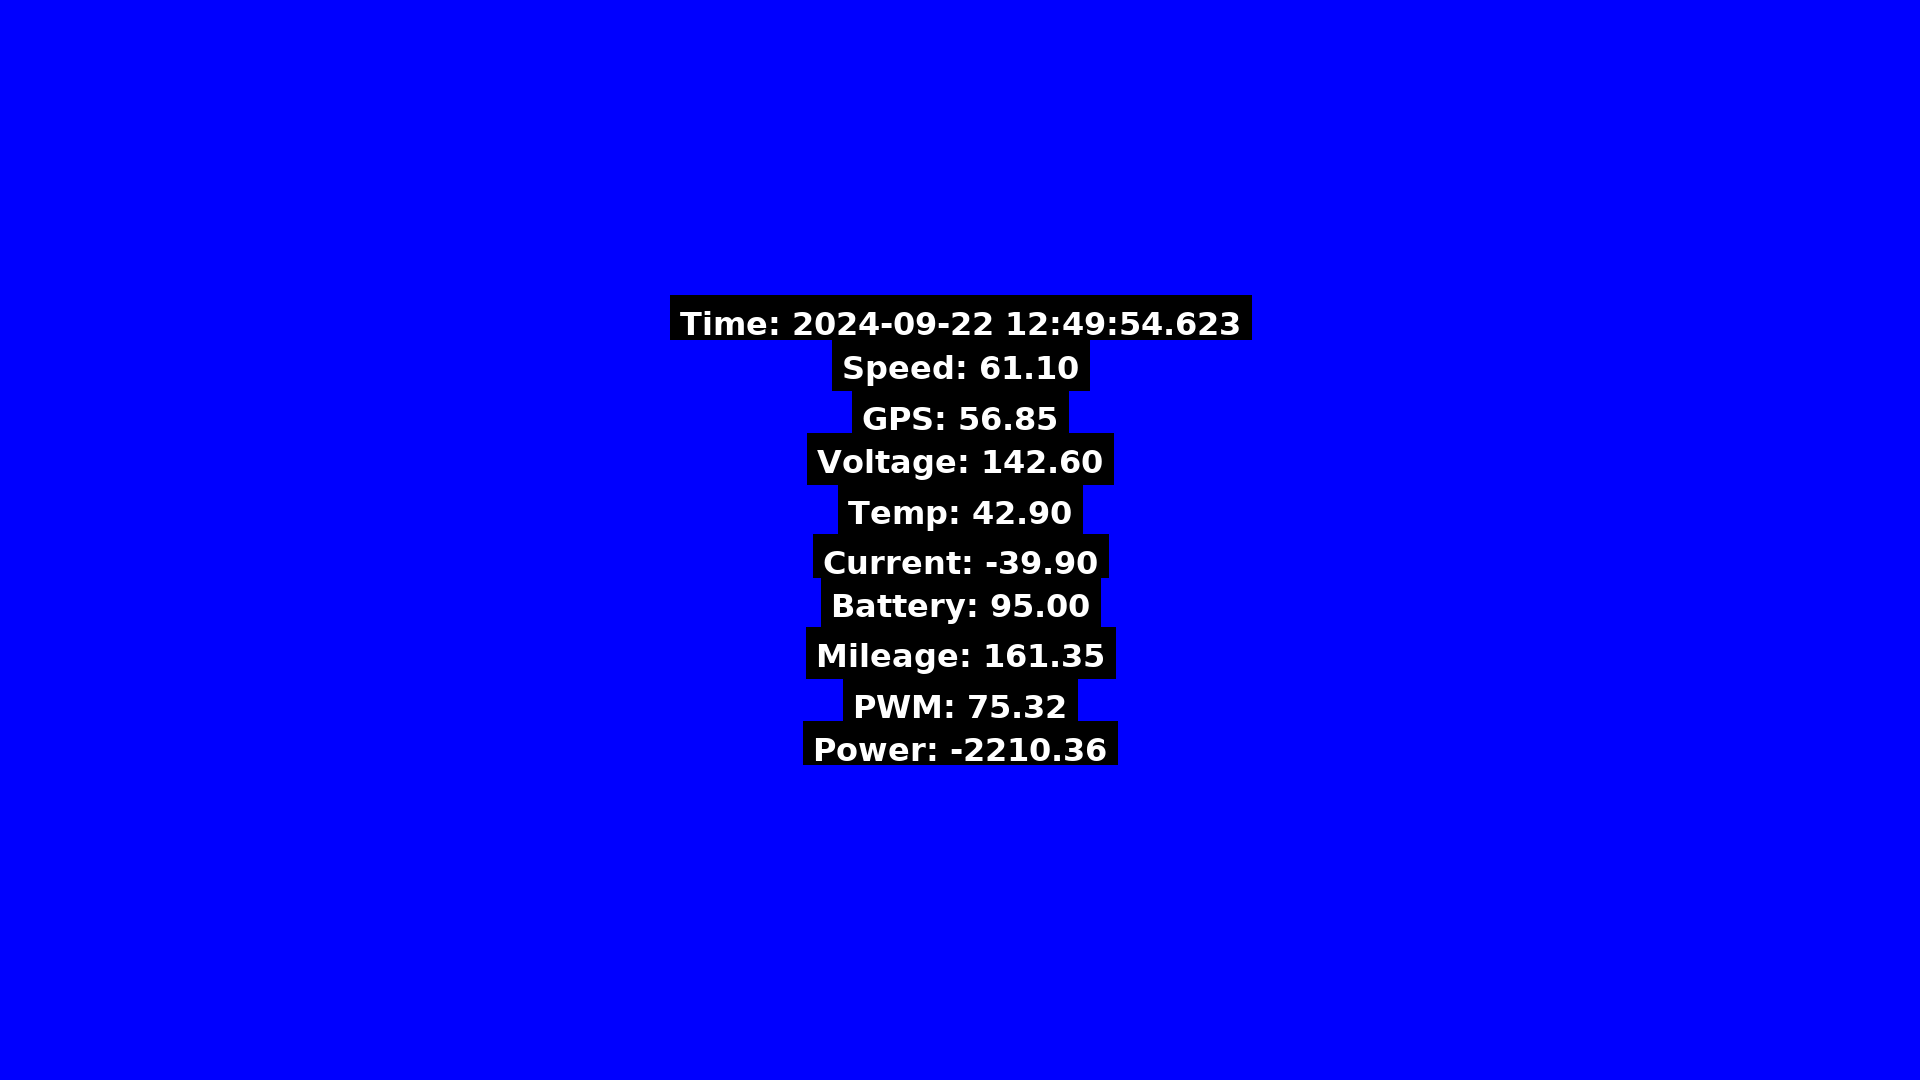 Time: 2024-09-22 12:49:54.623
Speed: 61.10
GPS: 56.85
Voltage: 142.60
Temp: 42.90
Current: -39.90
Battery: 95.00
Mileage: 161.35
PWM: 75.32
Power: -2210.36